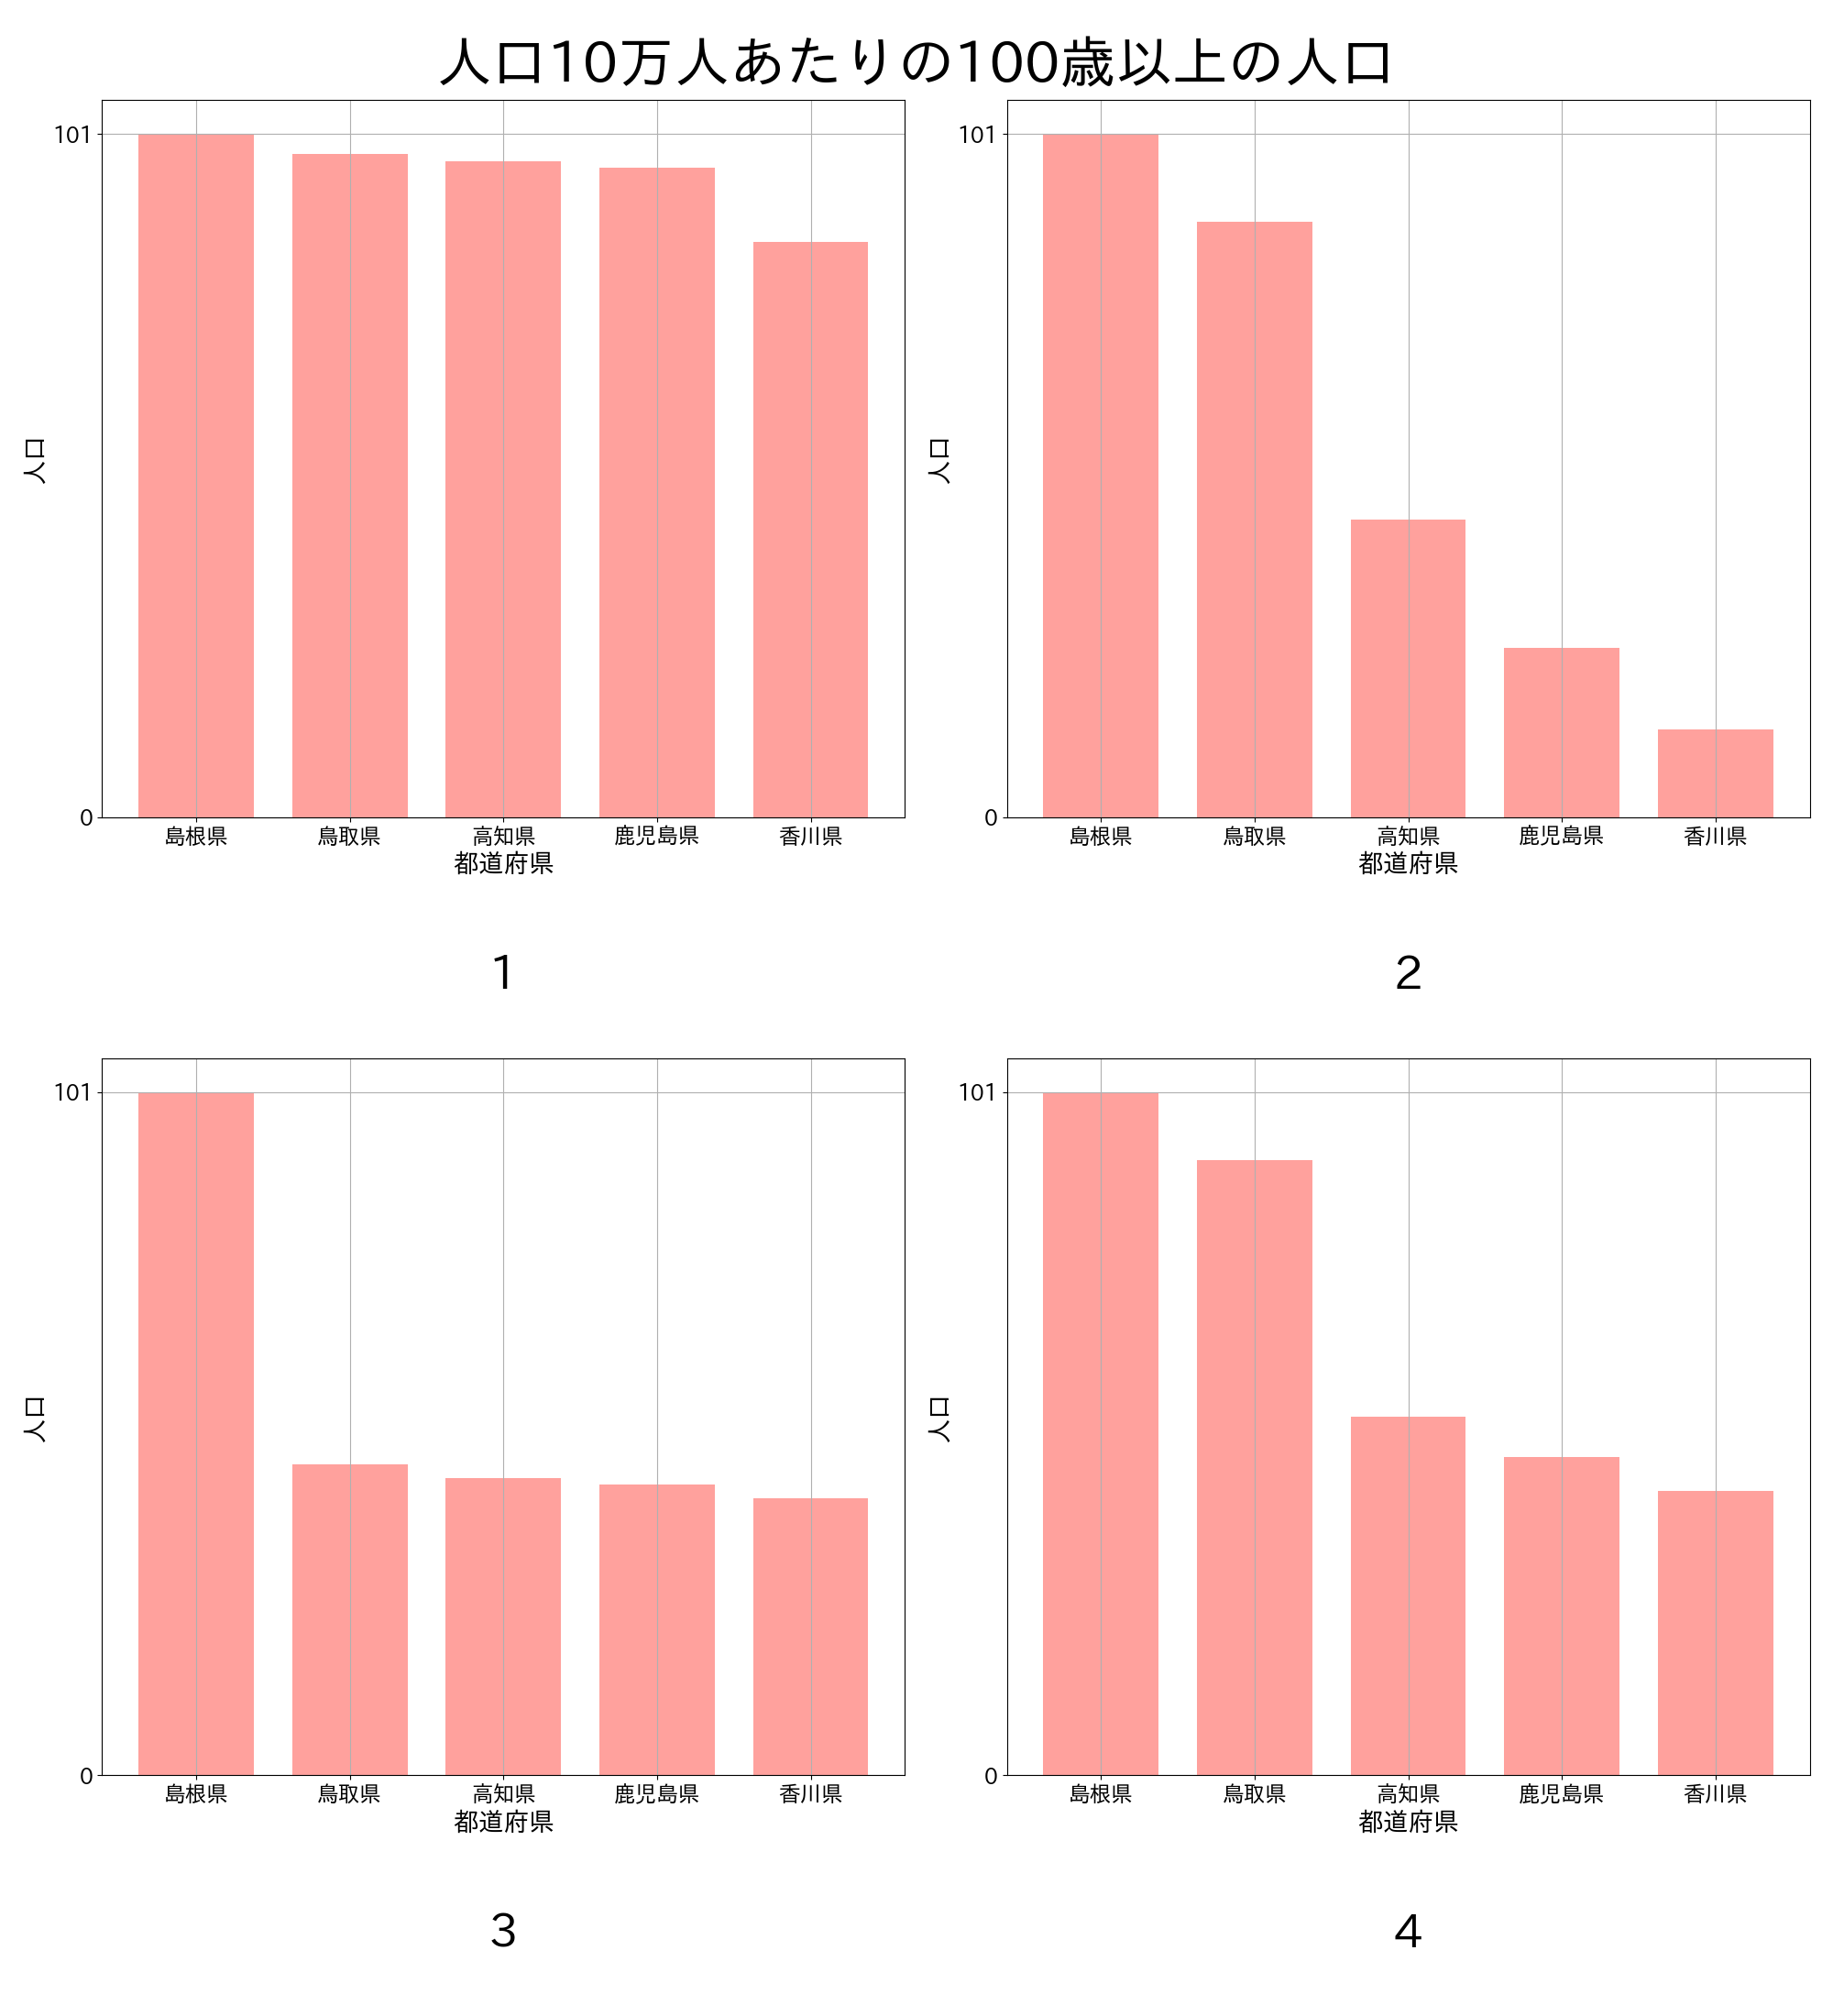 人口10万人あたりの100歳以上の人口
101
人口
0
島根県 鳥取県 高知県 鹿児島県 香川県
都道府県
1
101
人口
0
島根県 鳥取県 高知県 鹿児島県 香川県
都道府県
2
101
人口
0
島根県 鳥取県 高知県 鹿児島県 香川県
都道府県
3
101
人口
0
島根県 鳥取県 高知県 鹿児島県 香川県
都道府県
4